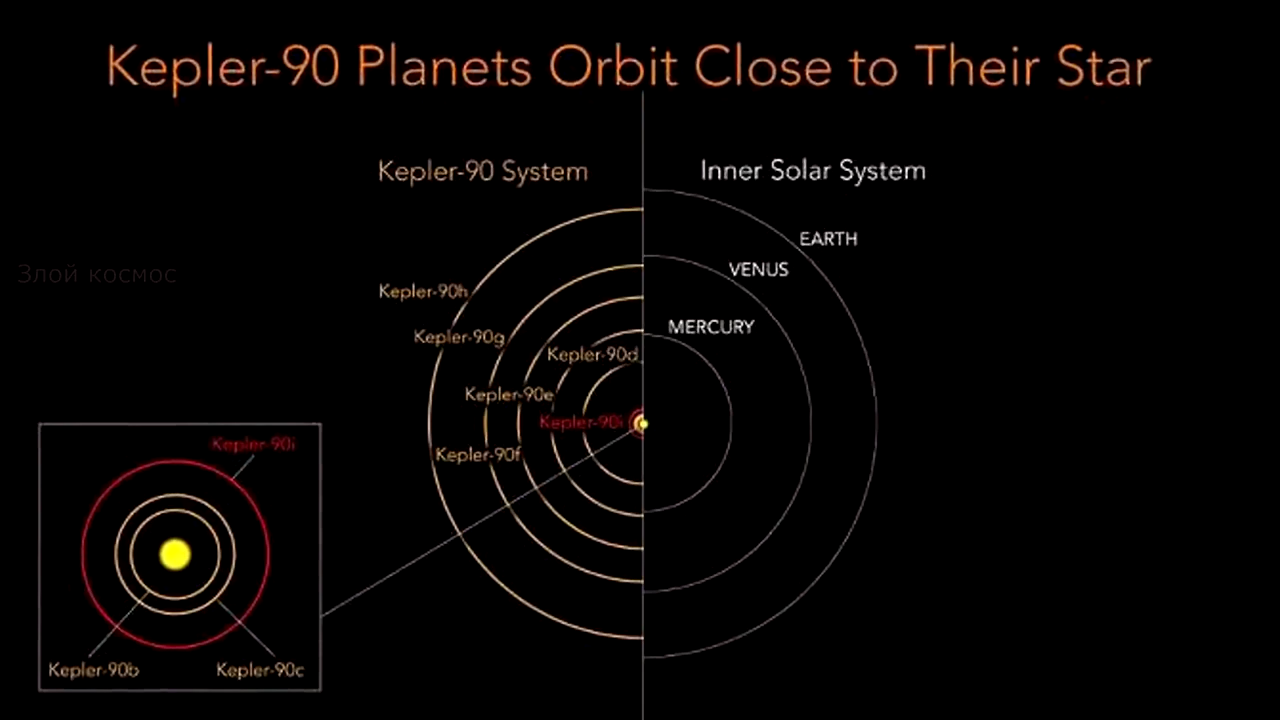 Kepler-90 Planets Orbit Close to Their Star
Kepler-90 System
Inner Solar System
EARTH
VENUS
Злой космос
Kepler-90h
MERCURY
Kepler-90g
Kepler-90d
Kepler-90e
Kepler-90i
Kepler-90f
Kepler-90i
Kepler-90b
Kepler-90c